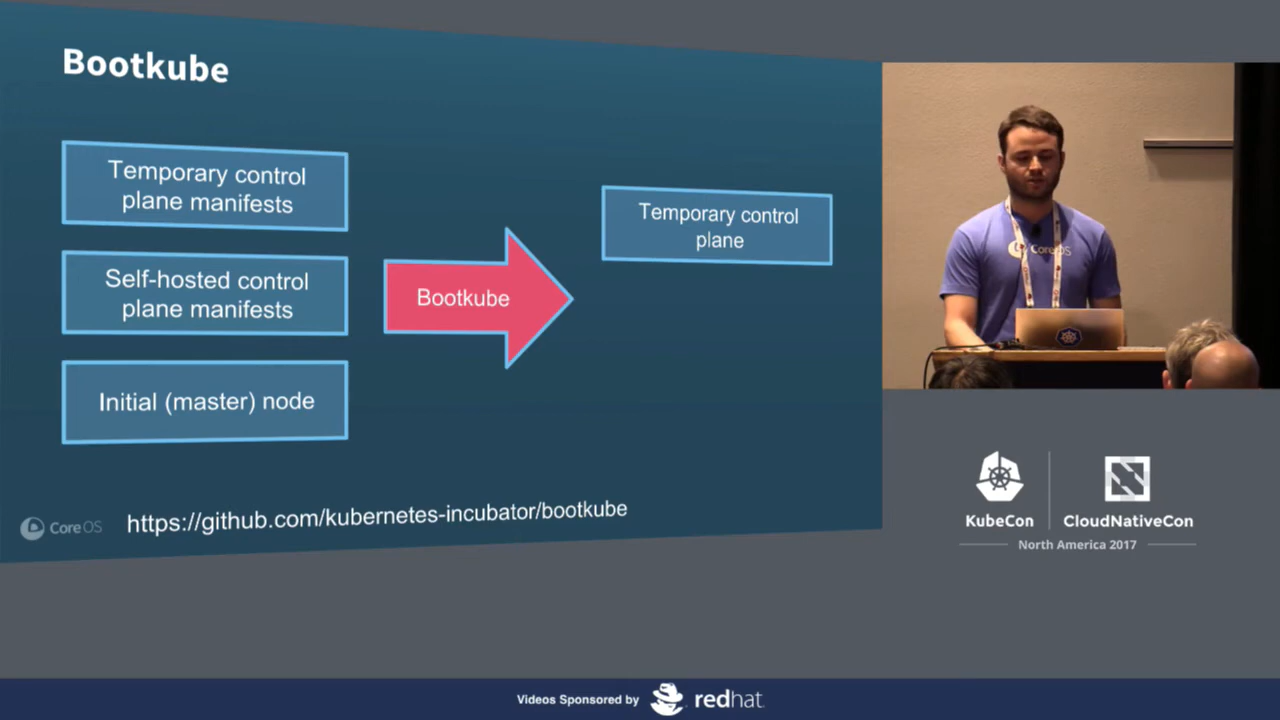 Bootkube
Temporary control
plane manifests
Self-hosted control
plane manifests
Initial (master) node
Bootkube
Temporary control
plane
https://github.com/kubernetes-incubator/bootkube
CoreOS
CoreOS
KubeCon
CloudNativeCon
North America 2017
Videos Sponsored by
redhat.